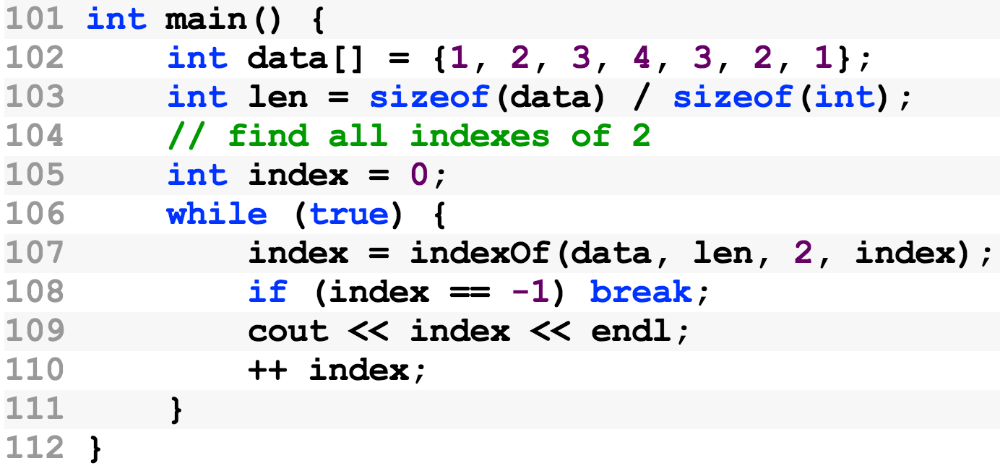 101 int main() {
102     int data[] = {1, 2, 3, 4, 3, 2, 1};
103     int len = sizeof(data) / sizeof(int);
104     // find all indexes of 2
105     int index = 0;
106     while (true) {
107         index = indexOf(data, len, 2, index);
108         if (index == -1) break;
109         cout << index << endl;
110         ++ index;
111     }
112 }